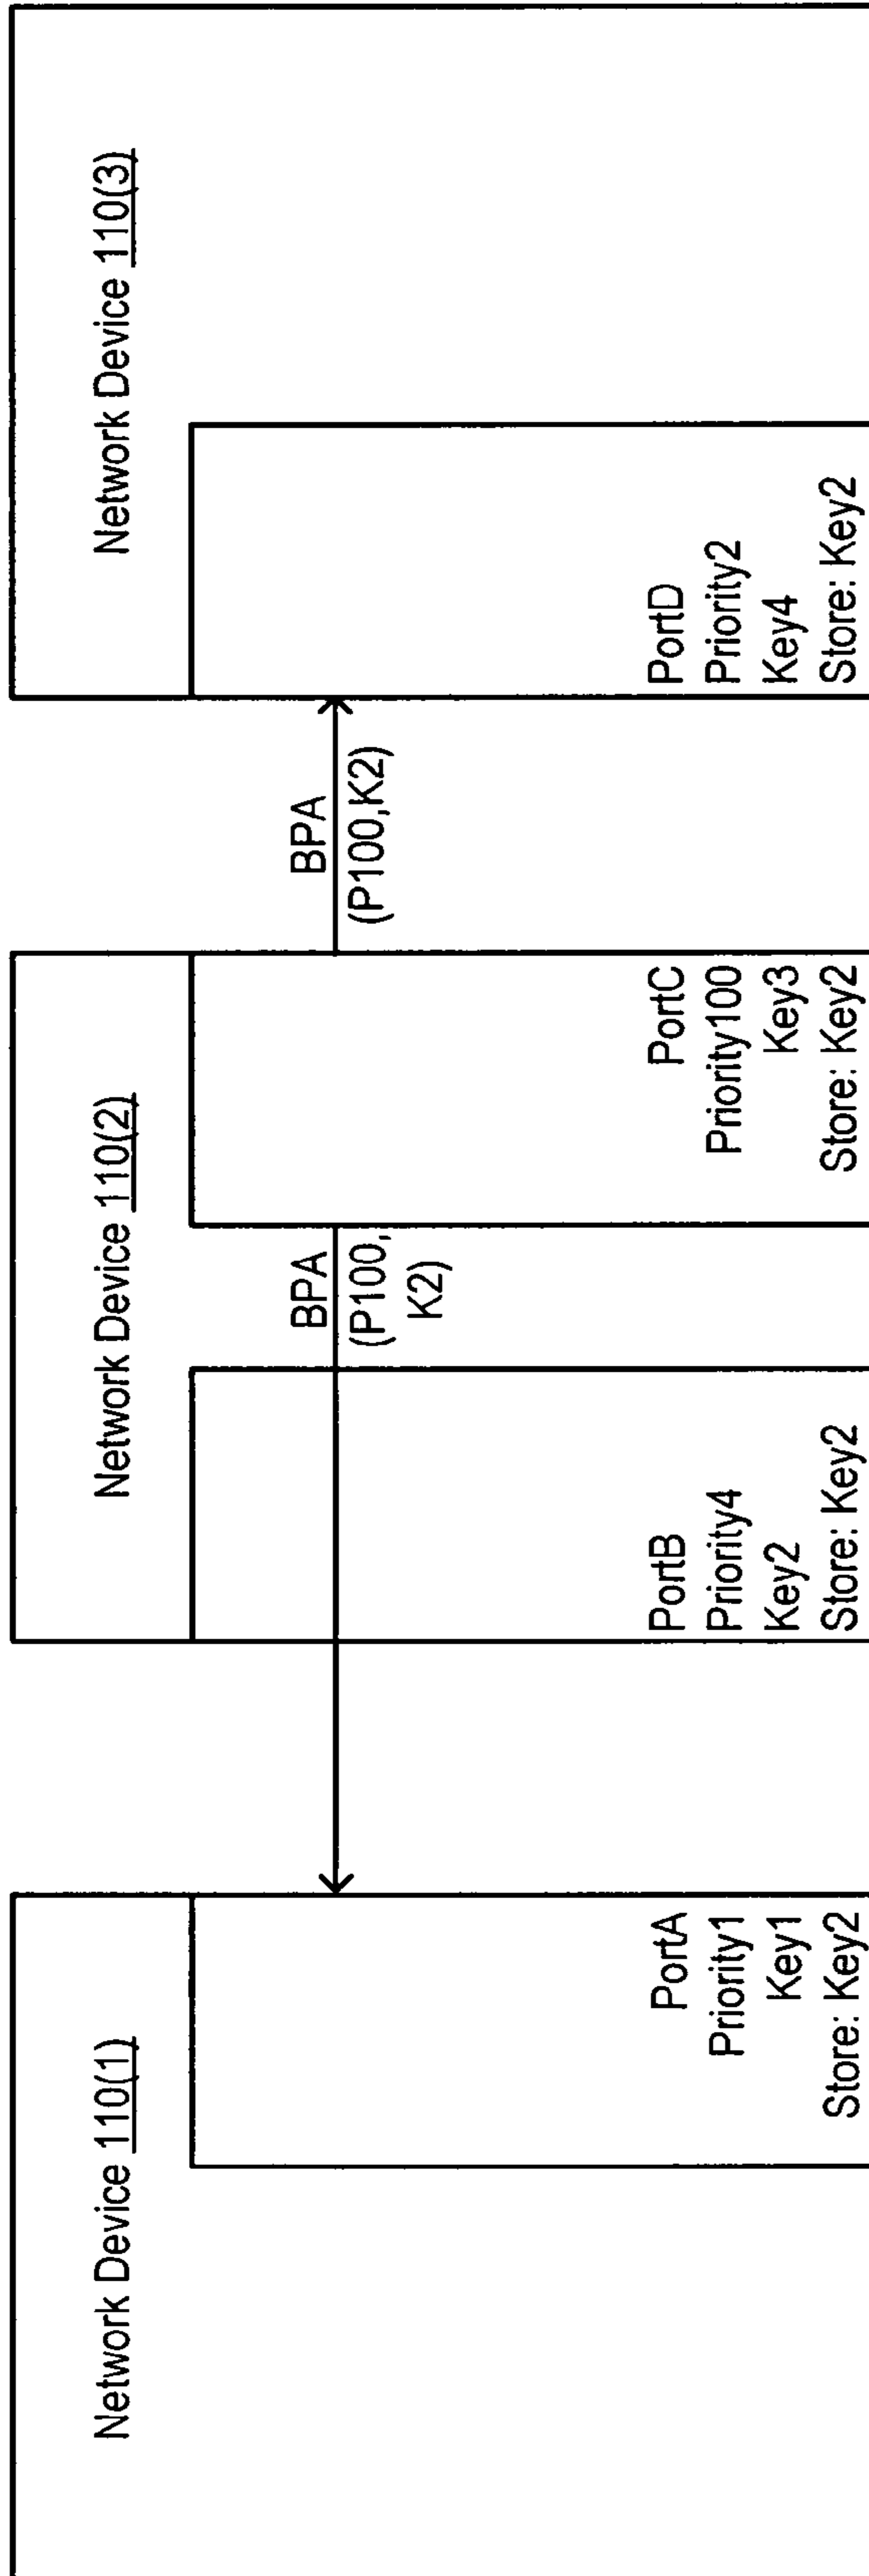 Network Device 110(1)
PortA
Priority1
Key1
Store: Key2
Network Device 110(2)
PortB
Priority4
Key2
Store: Key2
BPA
(P100,
K2)
PortC
Priority100
Key3
Store: Key2
BPA
(P100,K2)
Network Device 110(3)
PortD
Priority2
Key4
Store: Key2